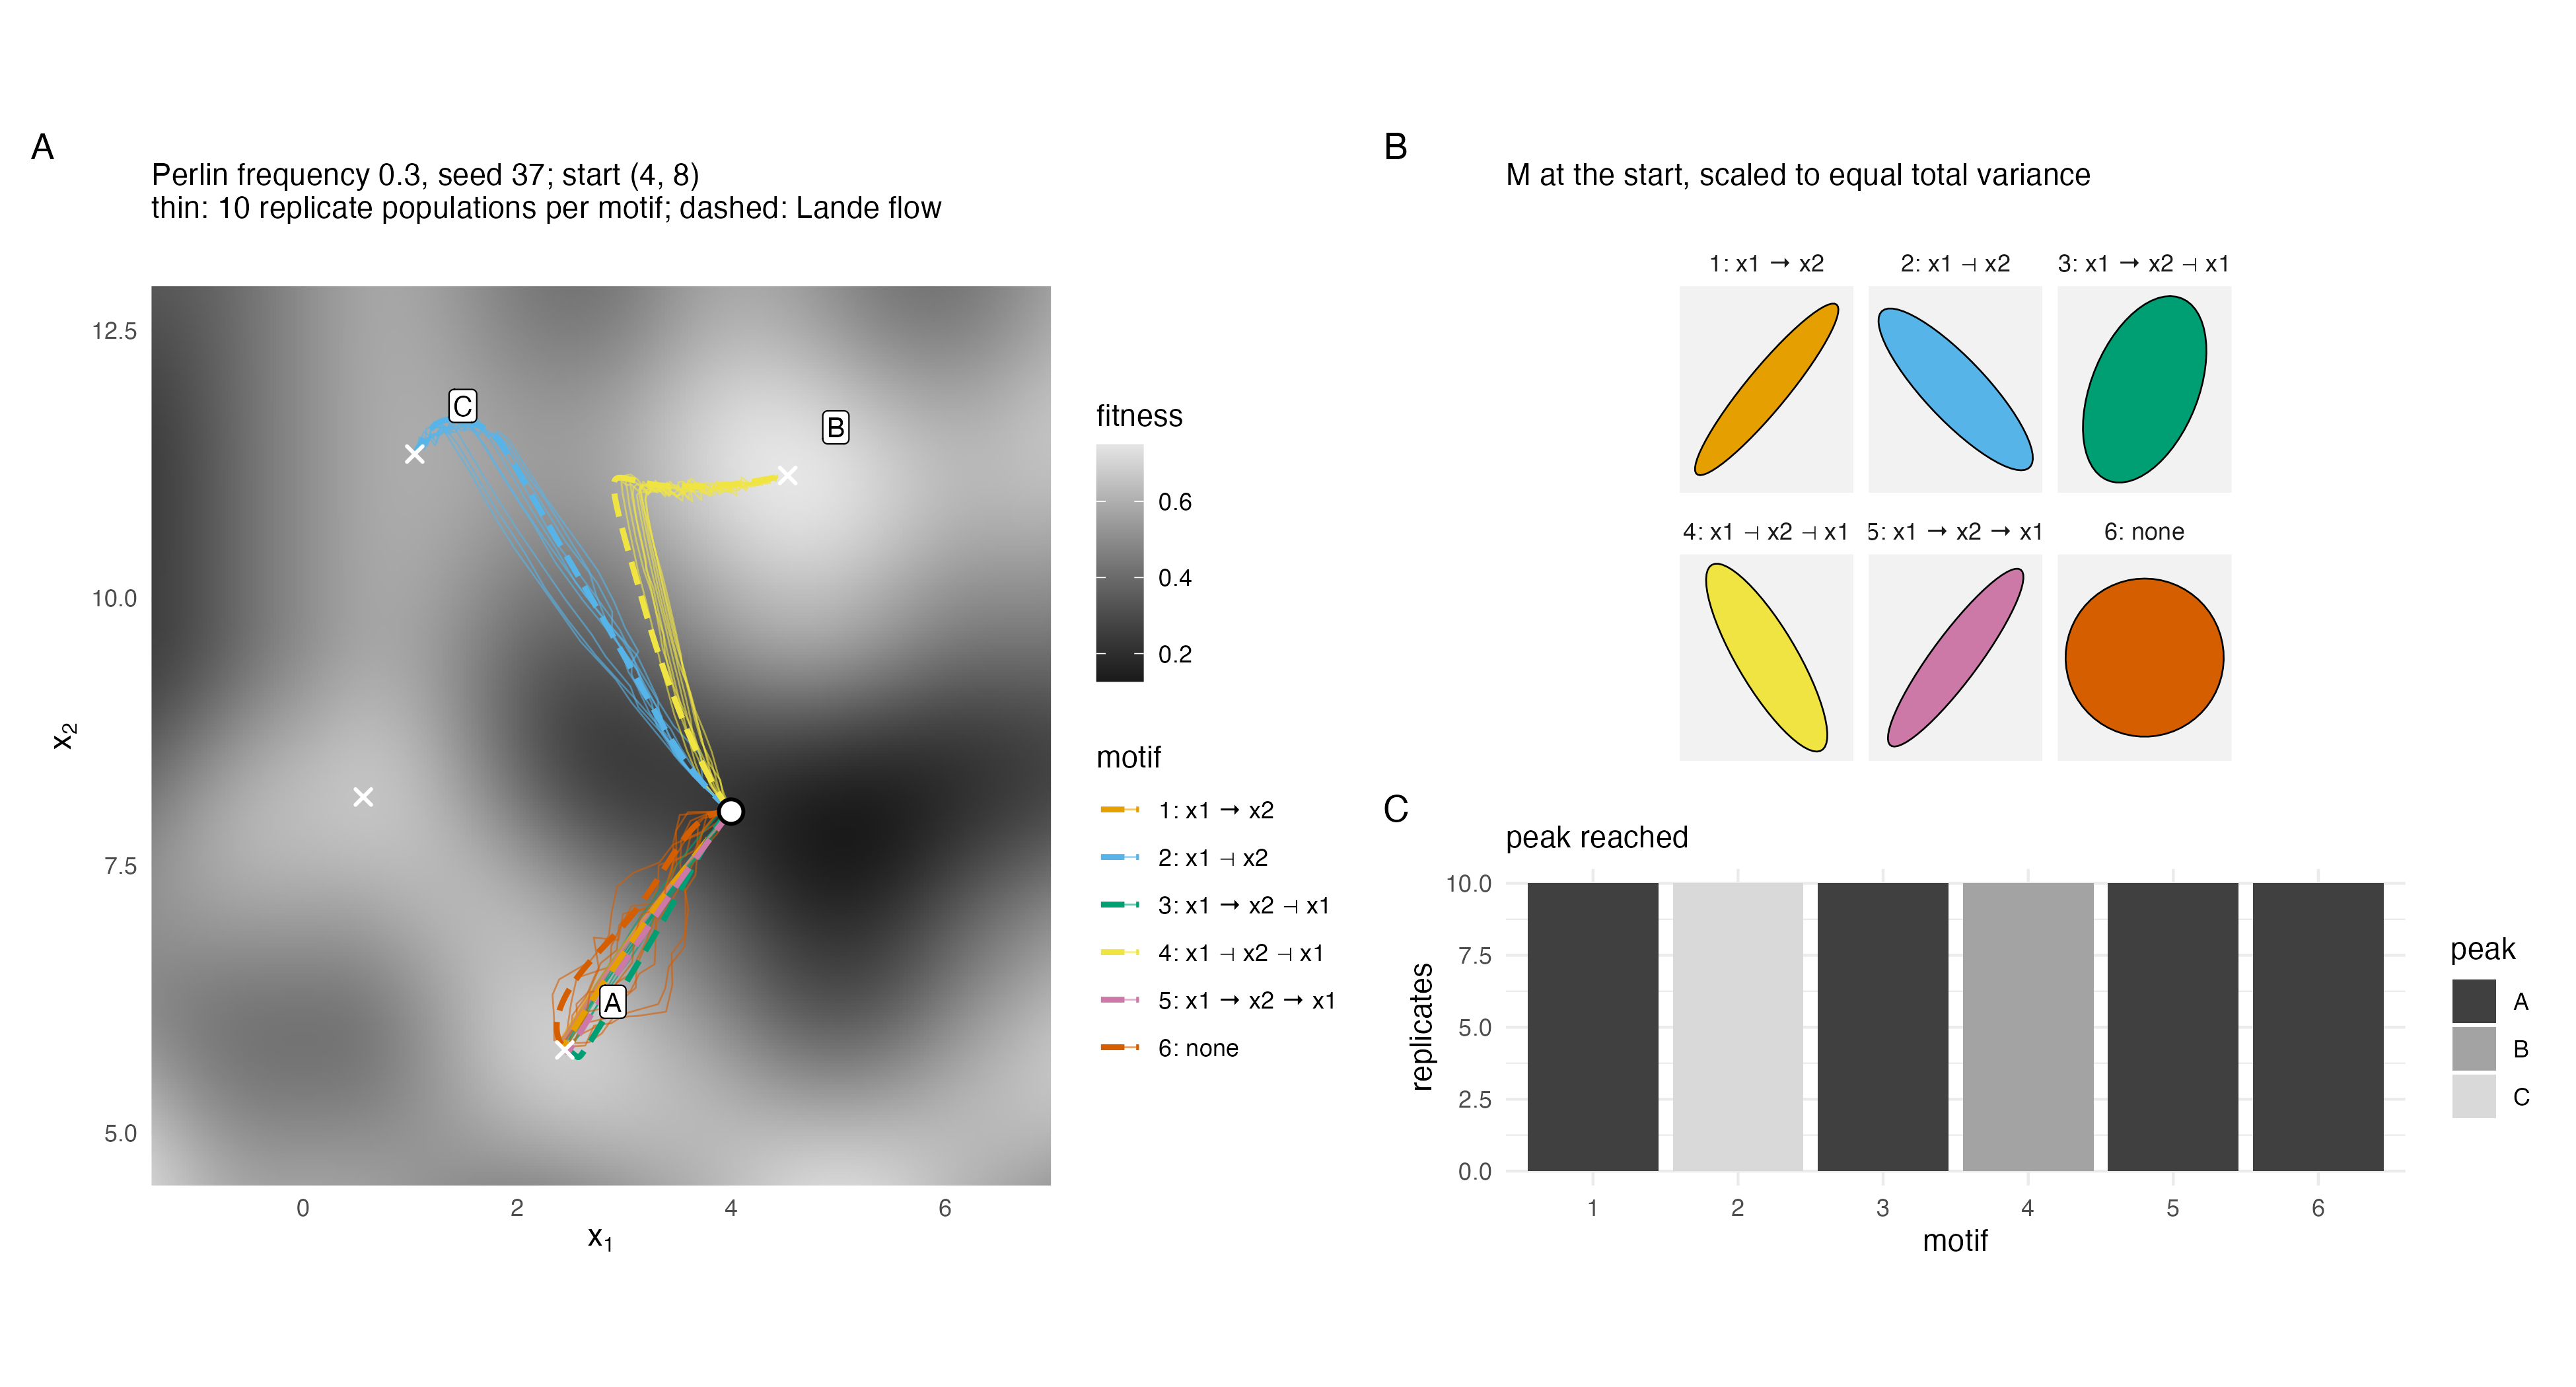 A
Perlin frequency 0.3, seed 37; start (4, 8)
thin: 10 replicate populations per motif; dashed: Lande flow
12.5
10.0
7.5
5.0
x₂
0
2
4
6
x₁
C
B
A
fitness
0.6
0.4
0.2
motif
1: x1 → x2
2: x1 ⊣ x2
3: x1 → x2 ⊣ x1
4: x1 ⊣ x2 ⊣ x1
5: x1 → x2 → x1
6: none
B
M at the start, scaled to equal total variance
1: x1 → x2
2: x1 ⊣ x2
3: x1 → x2 ⊣ x1
4: x1 ⊣ x2 ⊣ x1
5: x1 → x2 → x1
6: none
C
peak reached
10.0
7.5
5.0
2.5
0.0
replicates
1
2
3
4
5
6
motif
peak
A
B
C